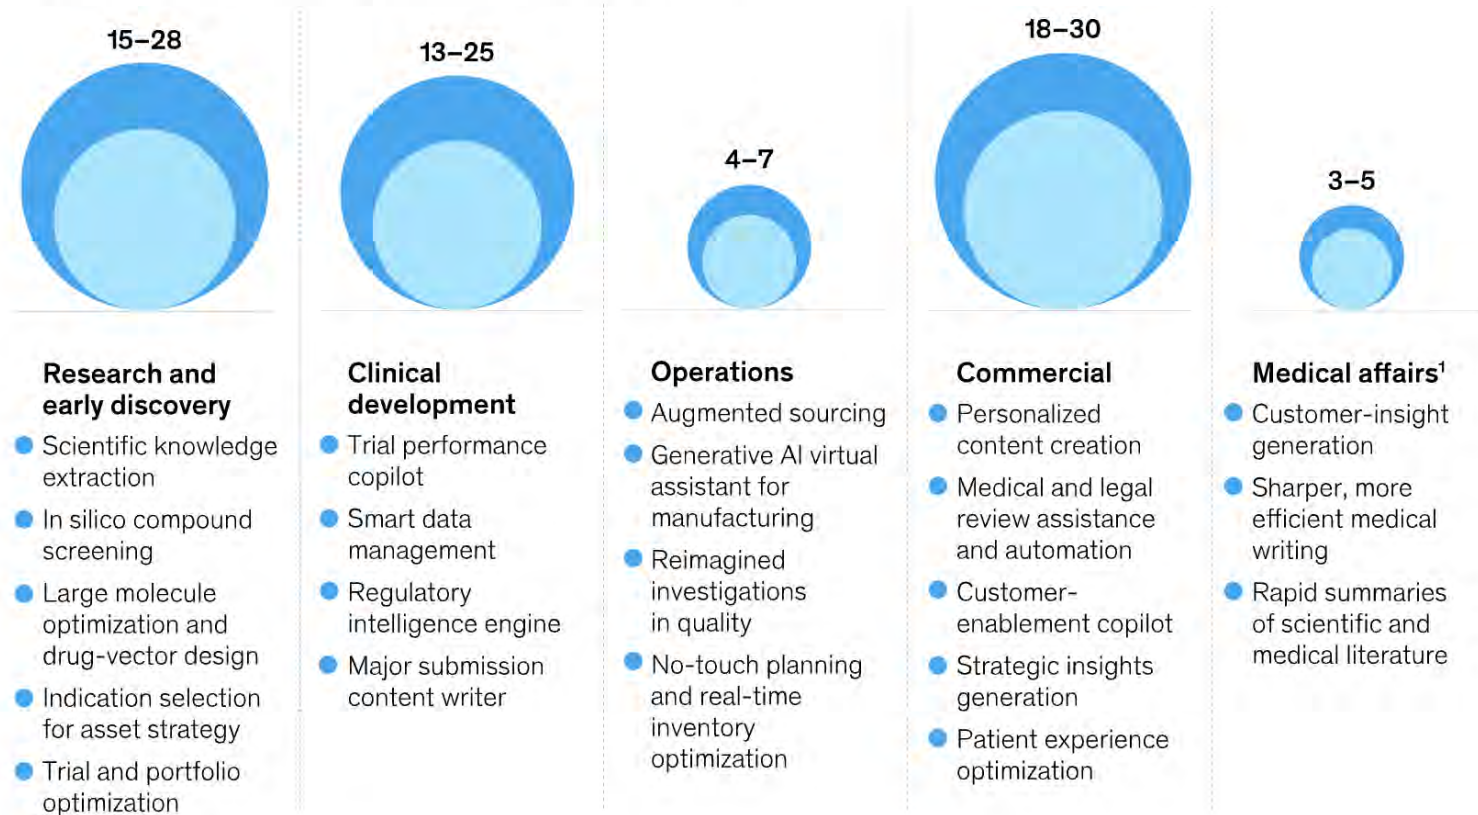 15–28
Research and
early discovery
Scientific knowledge
extraction
In silico compound
screening
Large molecule
optimization and
drug-vector design
Indication selection
for asset strategy
Trial and portfolio
optimization
13–25
Clinical
development
Trial performance
copilot
Smart data
management
Regulatory
intelligence engine
Major submission
content writer
4–7
Operations
Augmented sourcing
Generative AI virtual
assistant for
manufacturing
Reimagined
investigations
in quality
No-touch planning
and real-time
inventory
optimization
18–30
Commercial
Personalized
content creation
Medical and legal
review assistance
and automation
Customer-
enablement copilot
Strategic insights
generation
Patient experience
optimization
3–5
Medical affairs¹
Customer-insight
generation
Sharper, more
efficient medical
writing
Rapid summaries
of scientific and
medical literature